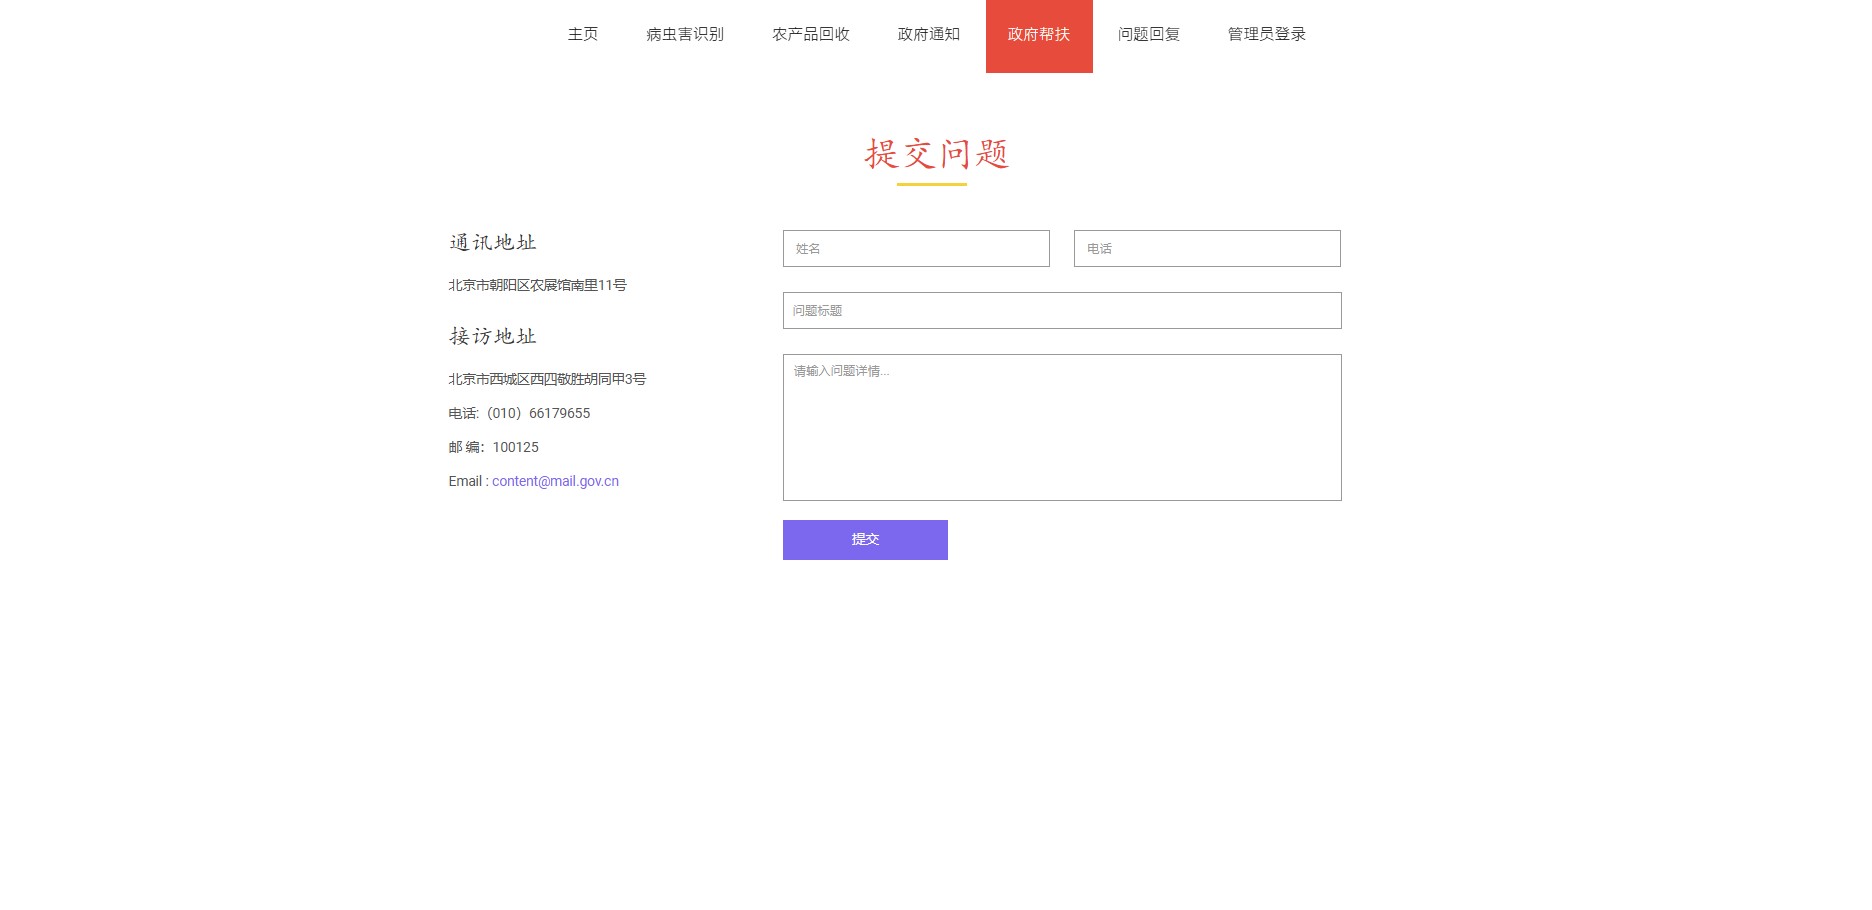 主页 病虫害识别 农产品回收 政府通知 政府帮扶 问题回复 管理员登录
提交问题
通讯地址
北京市朝阳区农展馆南里11号
接访地址
北京市西城区西四敬胜胡同甲3号
电话:（010）66179655
邮 编：100125
Email : content@mail.gov.cn
姓名 电话
问题标题
请输入问题详情...
提交